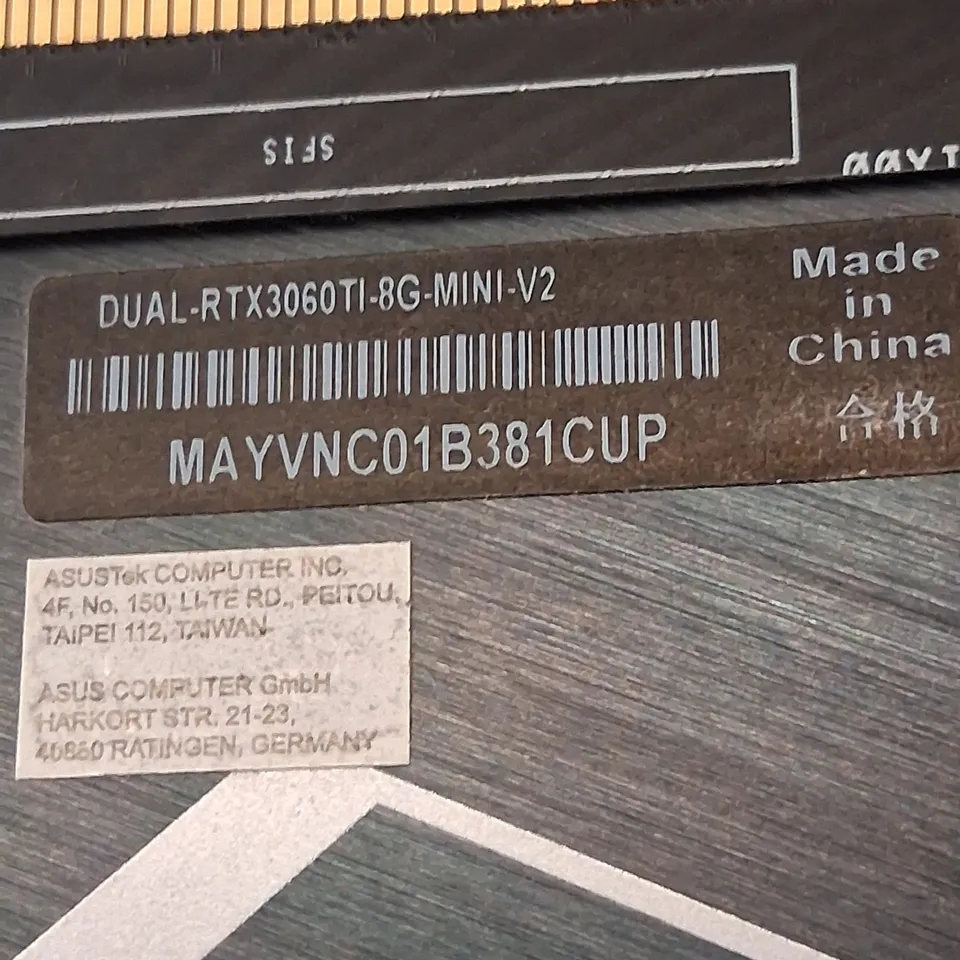 SFIS
DUAL-RTX3060TI-8G-MINI-V2
MAYVNC01B381CUP
Made
in
China
合格
ASUSTek COMPUTER INC.
4F, No. 150, LI-TE RD., PEITOU,
TAIPEI 112, TAIWAN
ASUS COMPUTER GmbH
HARKORT STR. 21-23,
40880 RATINGEN, GERMANY